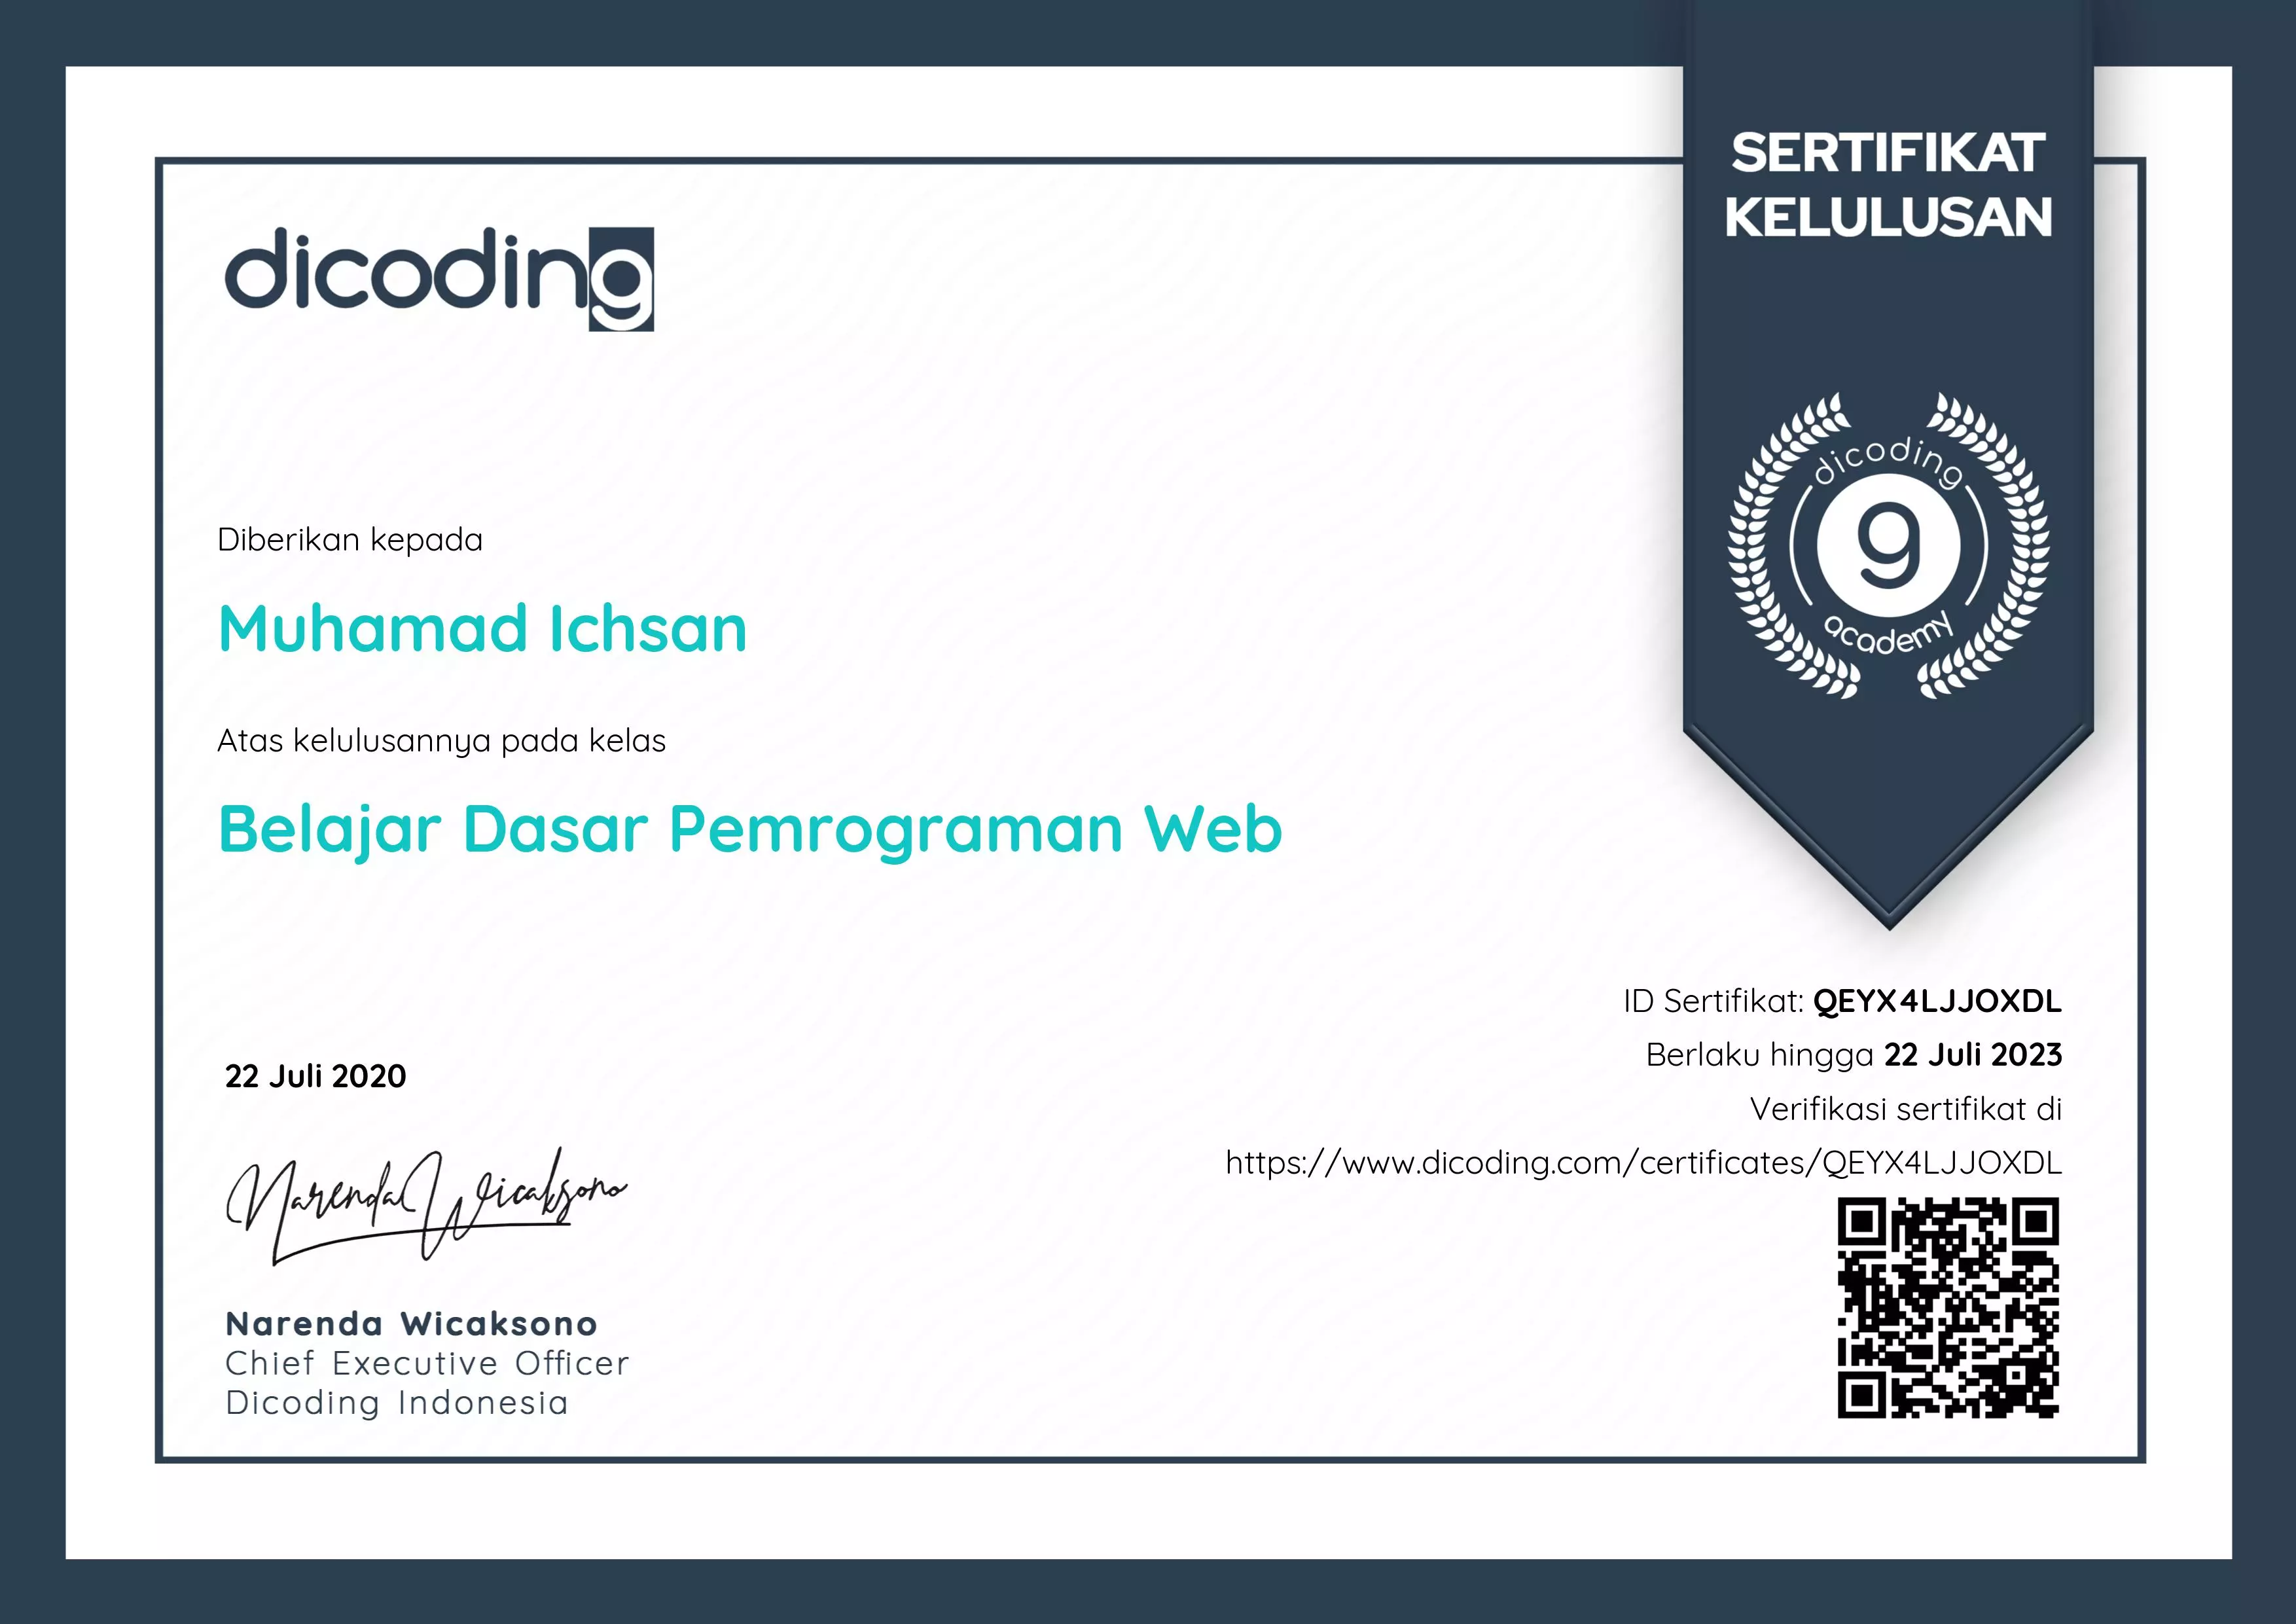 SERTIFIKAT
KELULUSAN
dicoding
dicoding
g
academy
Diberikan kepada
Muhamad Ichsan
Atas kelulusannya pada kelas
Belajar Dasar Pemrograman Web
ID Sertifikat: QEYX4LJJOXDL
Berlaku hingga 22 Juli 2023
Verifikasi sertifikat di
https://www.dicoding.com/certificates/QEYX4LJJOXDL
22 Juli 2020
Narenda Wicaksono
Narenda Wicaksono
Chief Executive Officer
Dicoding Indonesia